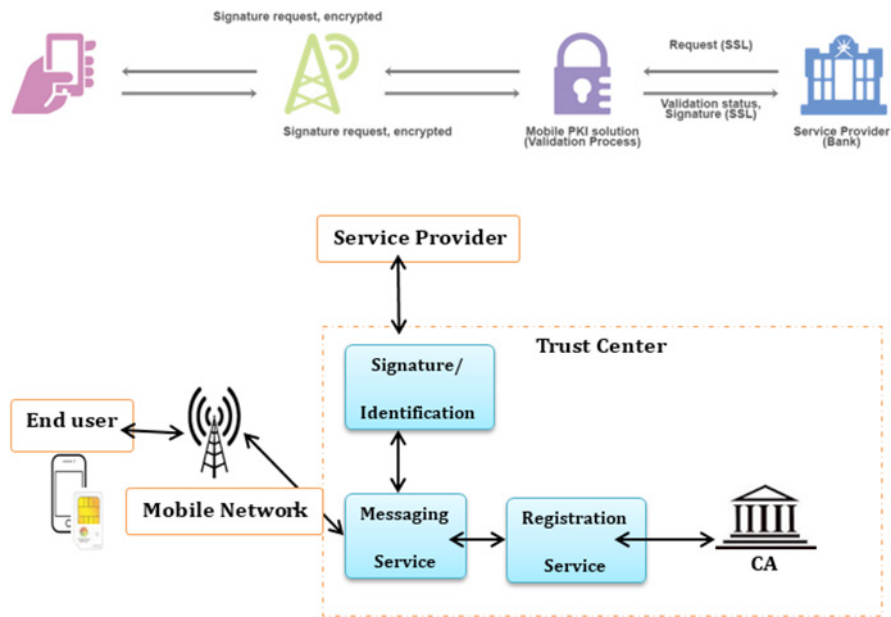 Signature request, encrypted
Request (SSL)
Signature request, encrypted
Mobile PKI solution
(Validation Process)
Validation status,
Signature (SSL)
Service Provider
(Bank)
Service Provider
Trust Center
Signature/
Identification
End user
Mobile Network
Messaging
Service
Registration
Service
CA